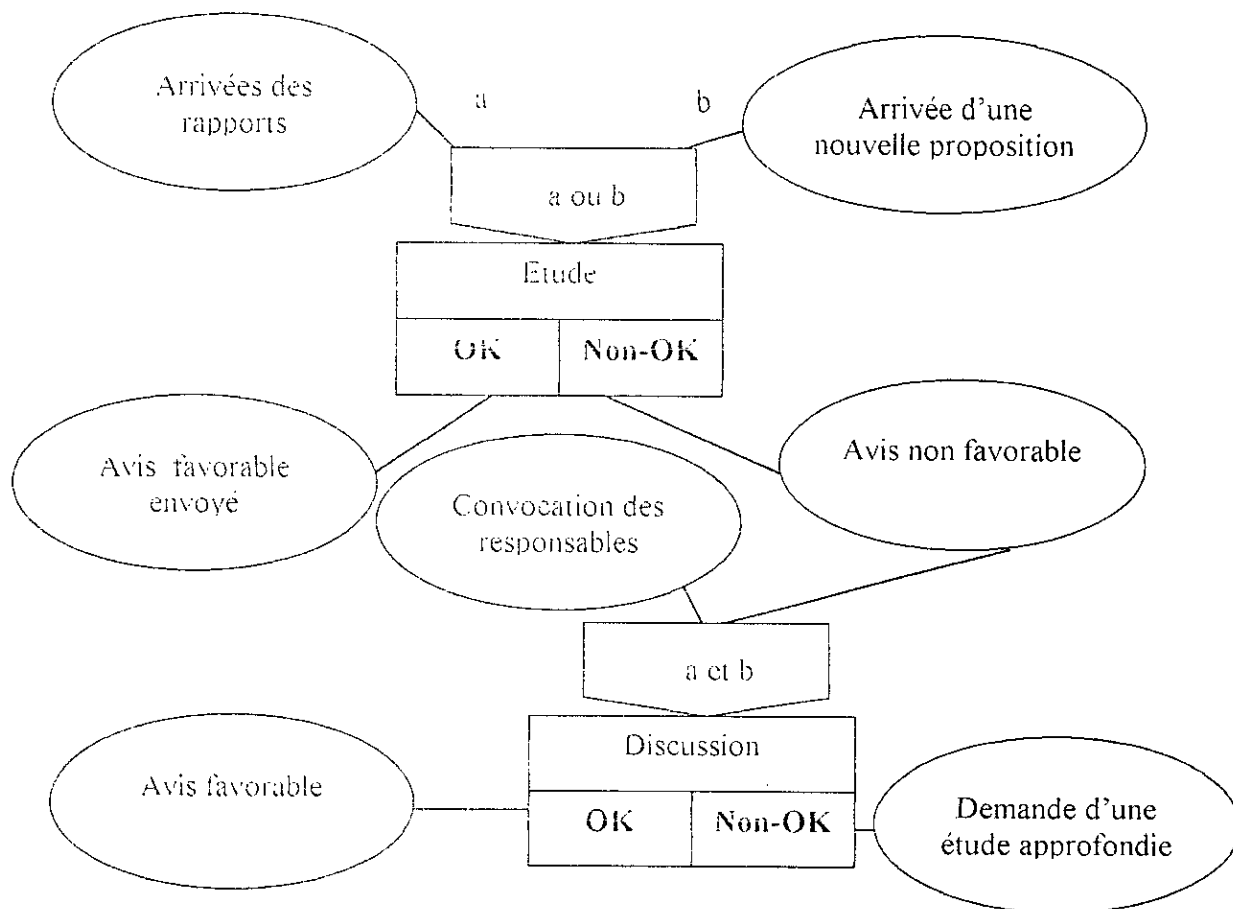 Arrivées des
rapports
a
b
Arrivée d'une
nouvelle proposition
a ou b
Etude
OK
Non-OK
Avis favorable
envoyé
Convocation des
responsables
Avis non favorable
a et b
Discussion
OK
Non-OK
Avis favorable
Demande d'une
étude approfondie